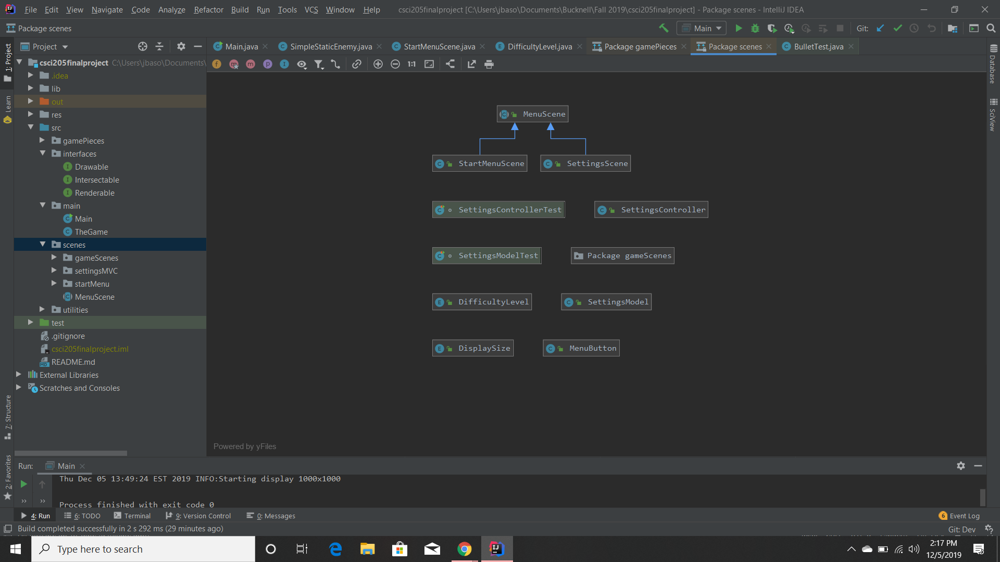 File Edit View Navigate Code Analyze Refactor Build Run Tools VCS Window Help csci205finalproject [C:\Users\jbaso\Documents\Bucknell\Fall 2019\csci205finalproject] - Package scenes - IntelliJ IDEA
Package scenes
Main
Git:
1: Project
Project
Main.java
SimpleStaticEnemy.java
StartMenuScene.java
DifficultyLevel.java
Package gamePieces
Package scenes
BulletTest.java
Database
csci205finalproject C:\Users\jbaso\Documents\
1:1
.idea
lib
Learn
out
SciView
res
src
gamePieces
interfaces
Drawable
Intersectable
Renderable
main
Main
TheGame
scenes
gameScenes
settingsMVC
startMenu
MenuScene
utilities
test
.gitignore
csci205finalproject.iml
README.md
External Libraries
Scratches and Consoles
MenuScene
StartMenuScene
SettingsScene
SettingsControllerTest
SettingsController
SettingsModelTest
Package gameScenes
DifficultyLevel
SettingsModel
DisplaySize
MenuButton
Powered by yFiles
7: Structure
2: Favorites
Run: Main
Thu Dec 05 13:49:24 EST 2019 INFO:Starting display 1000x1000
Process finished with exit code 0
4: Run 6: TODO Terminal 9: Version Control 0: Messages 6 Event Log
Build completed successfully in 2 s 292 ms (29 minutes ago) Git: Dev
Type here to search
2:17 PM
12/5/2019